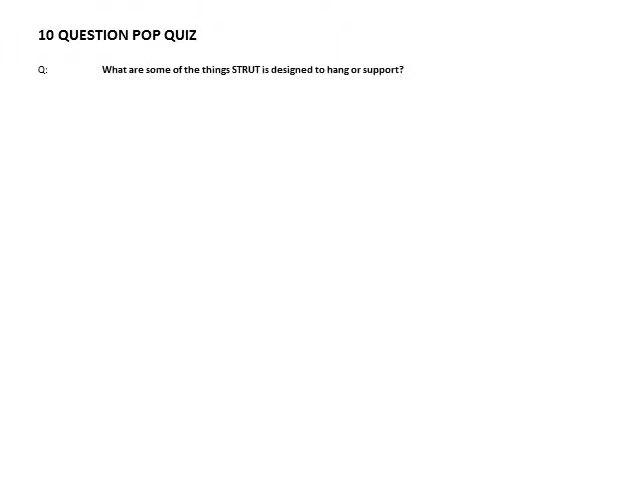 10 QUESTION POP QUIZ
Q: What are some of the things STRUT is designed to hang or support?